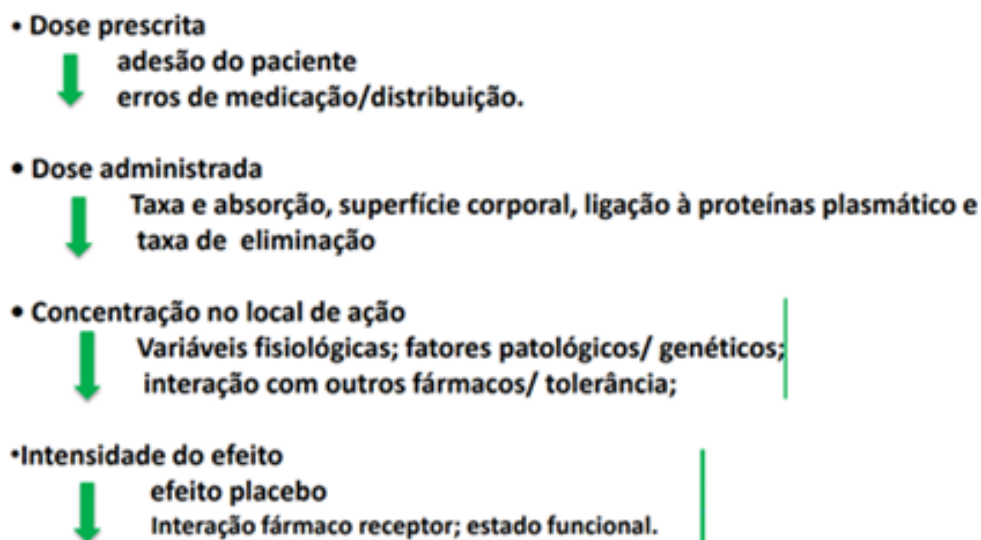 • Dose prescrita
adesão do paciente
erros de medicação/distribuição.
• Dose administrada
Taxa e absorção, superfície corporal, ligação à proteínas plasmático e
taxa de eliminação
• Concentração no local de ação
Variáveis fisiológicas; fatores patológicos/ genéticos;
interação com outros fármacos/ tolerância;
•Intensidade do efeito
efeito placebo
Interação fármaco receptor; estado funcional.